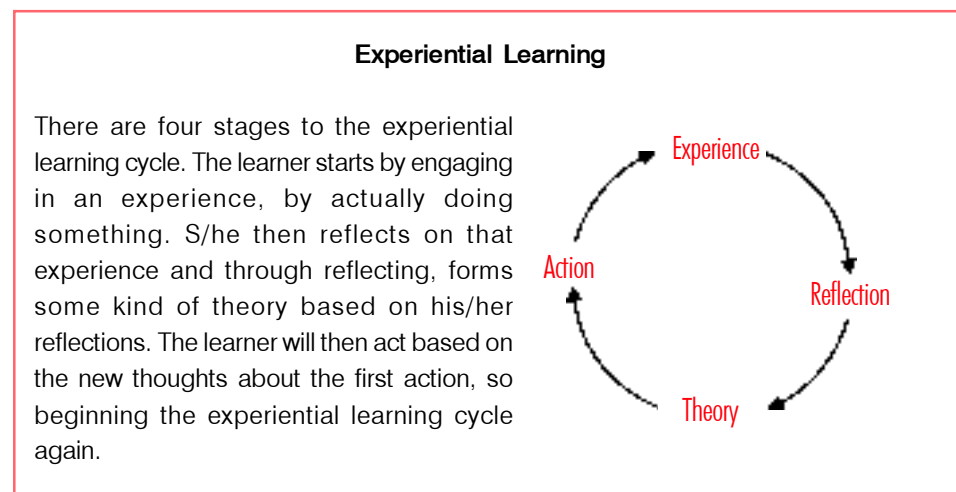 Experiential Learning
There are four stages to the experiential
learning cycle. The learner starts by engaging
in an experience, by actually doing
something. S/he then reflects on that
experience and through reflecting, forms
some kind of theory based on his/her
reflections. The learner will then act based on
the new thoughts about the first action, so
beginning the experiential learning cycle
again.
Experience
Reflection
Theory
Action